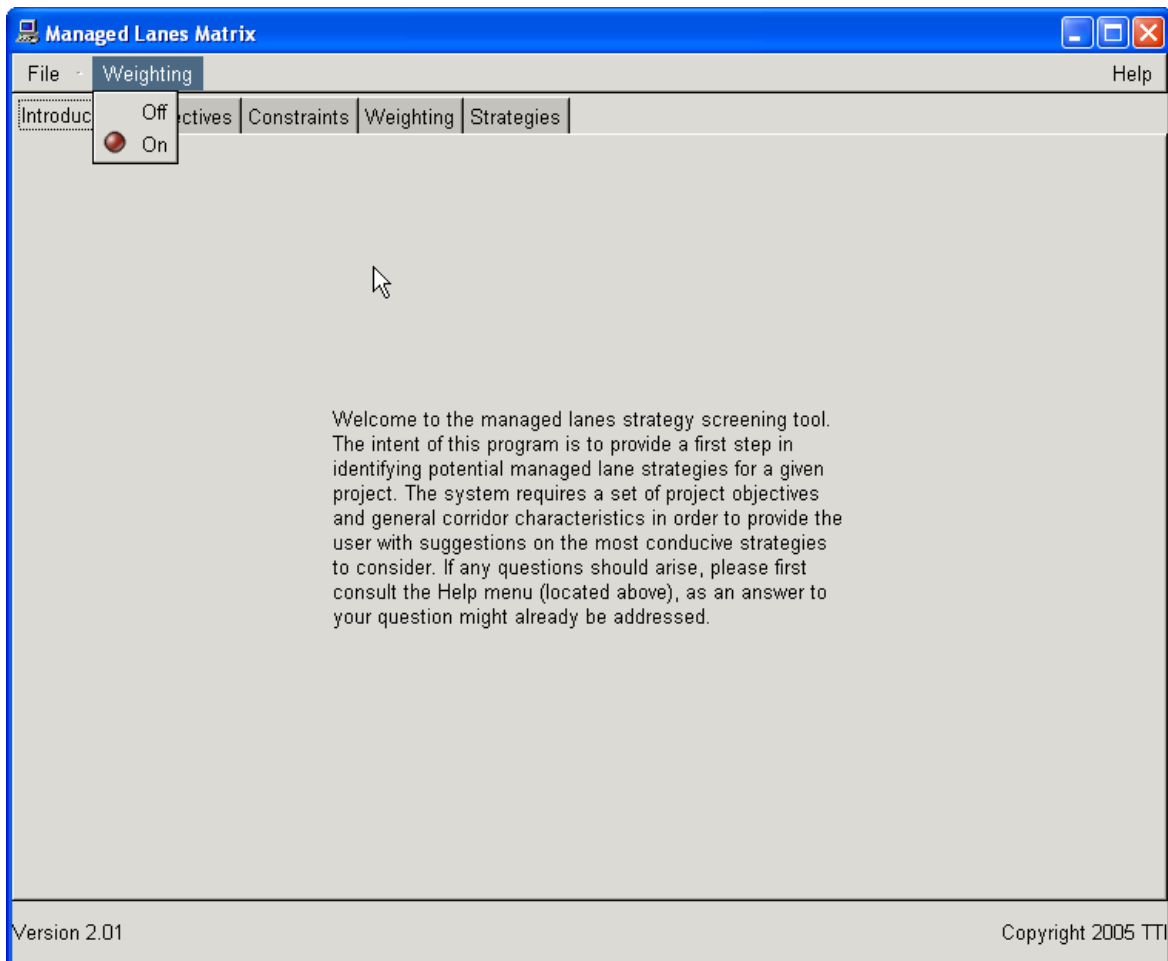 Managed Lanes Matrix
File Weighting Help
Off
On
Introduc ctives Constraints Weighting Strategies
Welcome to the managed lanes strategy screening tool.
The intent of this program is to provide a first step in
identifying potential managed lane strategies for a given
project. The system requires a set of project objectives
and general corridor characteristics in order to provide the
user with suggestions on the most conducive strategies
to consider. If any questions should arise, please first
consult the Help menu (located above), as an answer to
your question might already be addressed.
Version 2.01 Copyright 2005 TTI